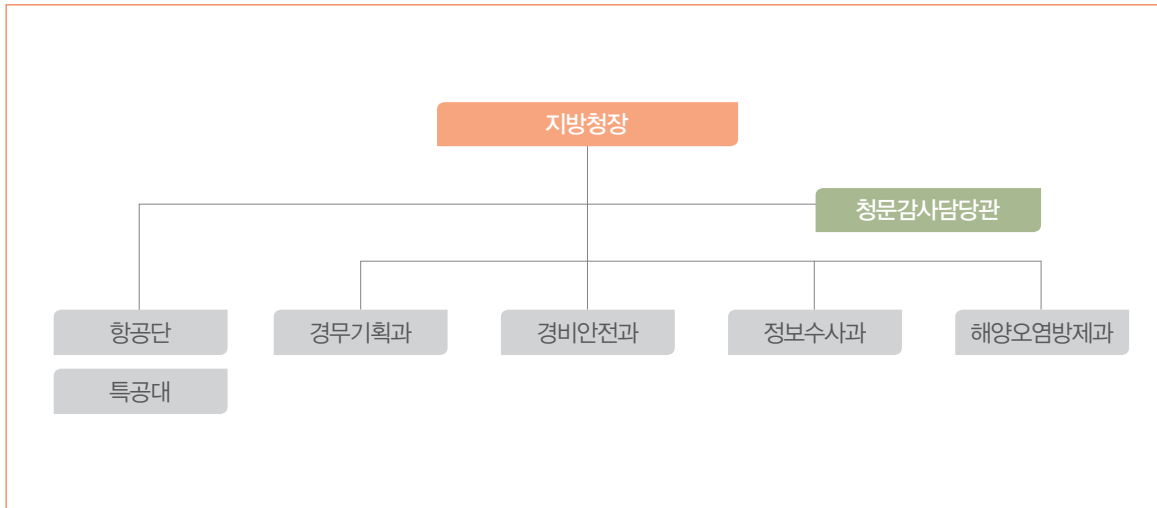 지방청장
청문감사담당관
항공단
경무기획과
경비안전과
정보수사과
해양오염방제과
특공대